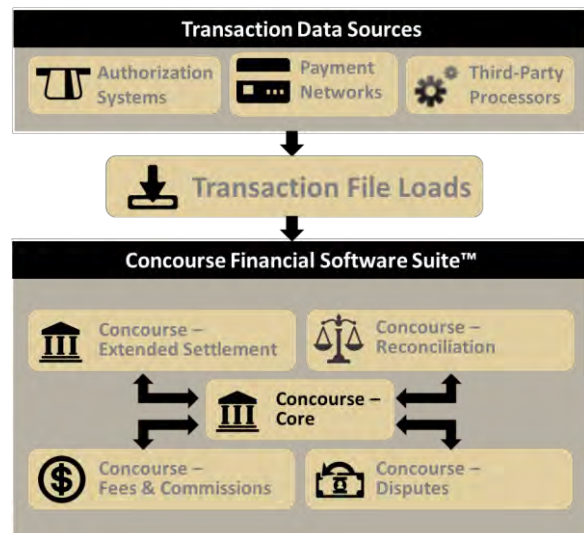 Transaction Data Sources
Authorization
Systems
Payment
Networks
Third-Party
Processors
Transaction File Loads
Concourse Financial Software Suite™
Concourse –
Extended Settlement
Concourse –
Reconciliation
Concourse –
Core
Concourse –
Fees & Commissions
Concourse –
Disputes